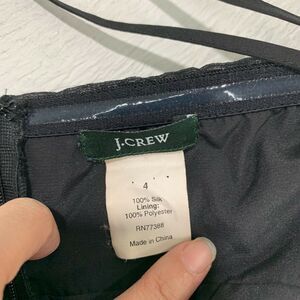 J.CREW
4
100% Silk
Lining:
100% Polyester
RN77388
Made in China